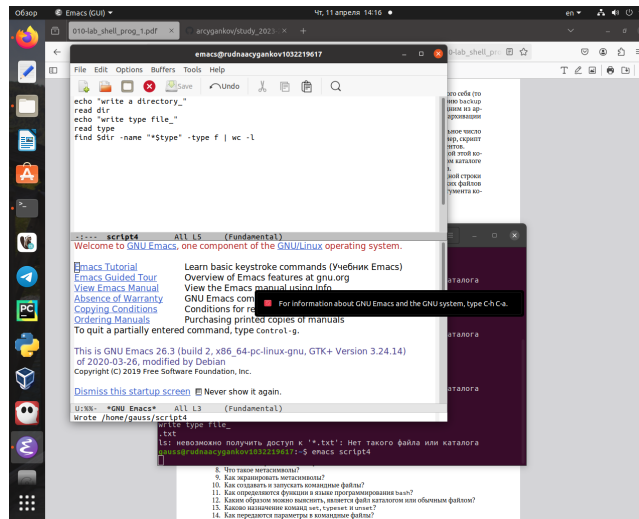 Обзор
Emacs (GUI)
Чт, 11 апреля 14:16
en
010-lab_shell_prog_1.pdf
arcygankov/study_2023-
emacs@rudnaacygankov1032219617
File Edit Options Buffers Tools Help
Save
Undo
echo "write a directory_"
read dir
echo "write type file_"
read type
find $dir -name "*$type" -type f | wc -l
-:--- script4 All L5 (Fundamental)
Welcome to GNU Emacs, one component of the GNU/Linux operating system.
Emacs Tutorial Learn basic keystroke commands (Учебник Emacs)
Emacs Guided Tour Overview of Emacs features at gnu.org
View Emacs Manual View the Emacs manual using Info
Absence of Warranty GNU Emacs com
Copying Conditions Conditions for re
Ordering Manuals Purchasing printed copies of manuals
For information about GNU Emacs and the GNU system, type C-h C-a.
To quit a partially entered command, type Control-g.
This is GNU Emacs 26.3 (build 2, x86_64-pc-linux-gnu, GTK+ Version 3.24.14)
of 2020-03-26, modified by Debian
Copyright (C) 2019 Free Software Foundation, Inc.
Dismiss this startup screen Never show it again.
U:%%- *GNU Emacs* All L3 (Fundamental)
Wrote /home/gauss/script4
аталога
аталога
аталога
write type file_
.txt
ls: невозможно получить доступ к '*.txt': Нет такого файла или каталога
gauss@rudnaacygankov1032219617:~$ emacs script4
8. Что такое метасимволы?
9. Как экранировать метасимволы?
10. Как создавать и запускать командные файлы?
11. Как определяются функции в языке программирования bash?
12. Каким образом можно выяснить, является файл каталогом или обычным файлом?
13. Каково назначение команд set, typeset и unset?
14. Как передаются параметры в командные файлы?